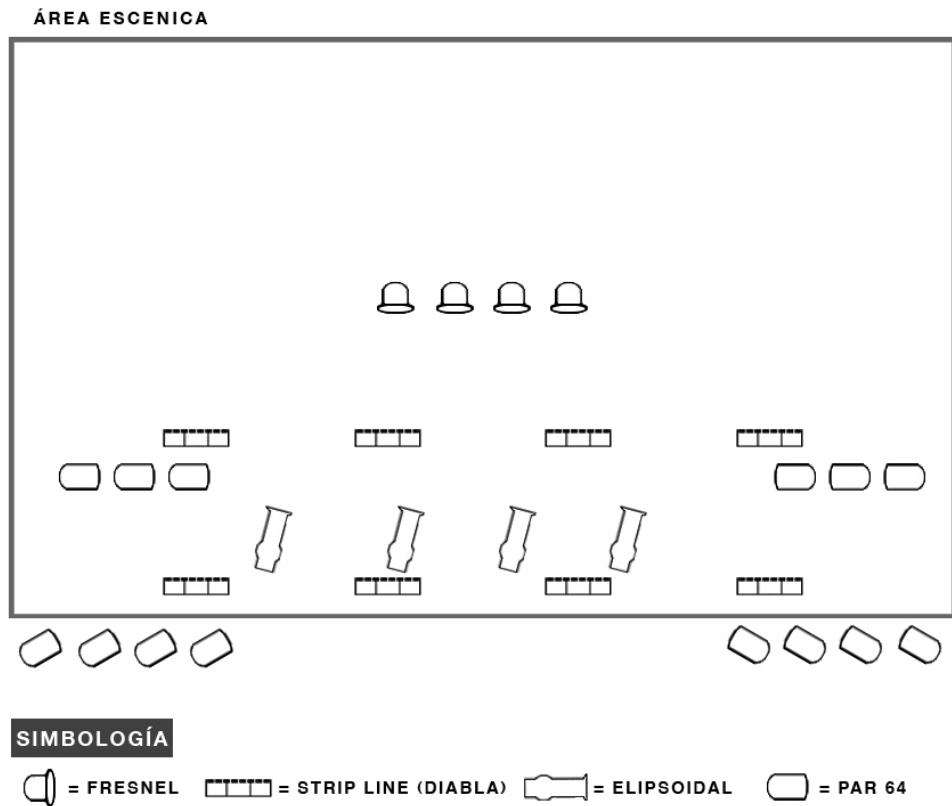 ÁREA ESCENICA
SIMBOLOGÍA
= FRESNEL = STRIP LINE (DIABLA) = ELIPSOIDAL = PAR 64